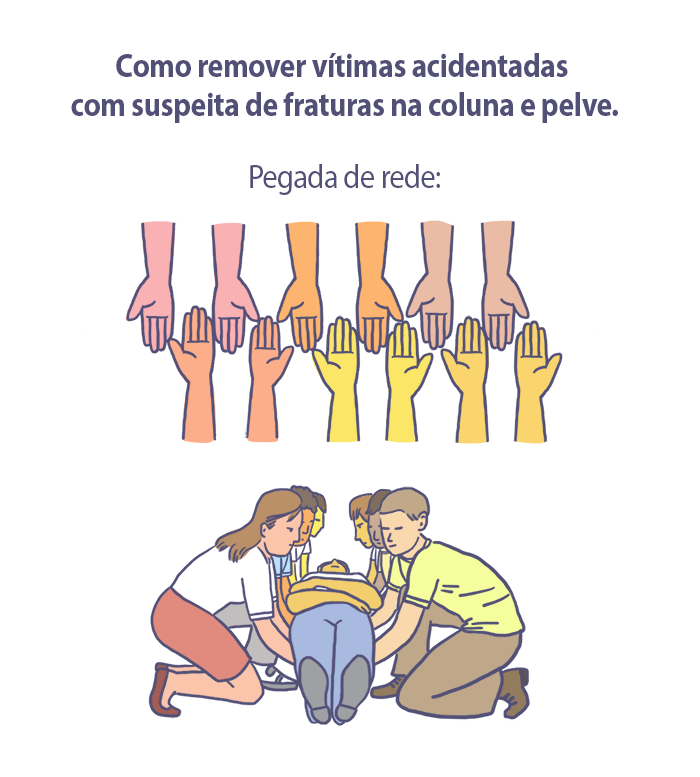 Como remover vítimas acidentadas
com suspeita de fraturas na coluna e pelve.
Pegada de rede: